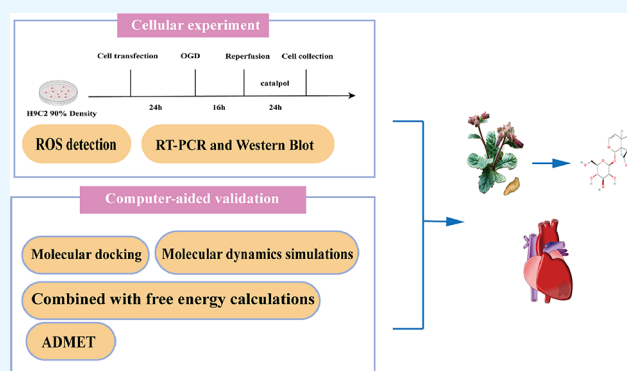 Cellular experiment
Cell transfection OGD Reperfusion Cell collection
catalpol
H9C2 90% Density
24h 16h 24h
ROS detection
RT-PCR and Western Blot
Computer-aided validation
Molecular docking
Molecular dynamics simulations
Combined with free energy calculations
ADMET